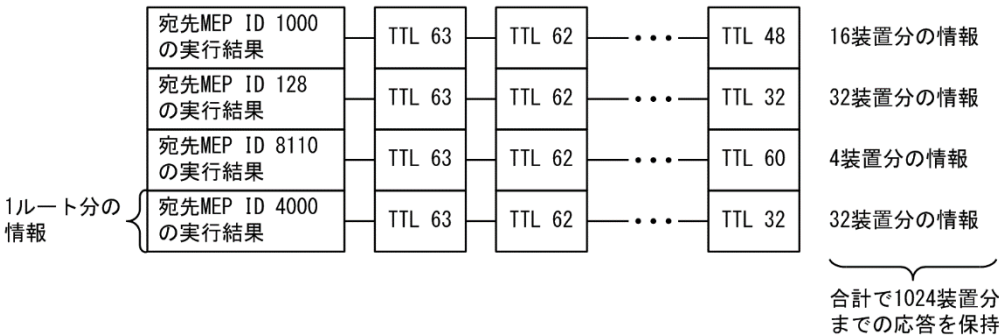 宛先MEP ID 1000
の実行結果
TTL 63
TTL 62
・・・
TTL 48
16装置分の情報
宛先MEP ID 128
の実行結果
TTL 63
TTL 62
・・・
TTL 32
32装置分の情報
宛先MEP ID 8110
の実行結果
TTL 63
TTL 62
・・・
TTL 60
4装置分の情報
1ルート分の
情報
宛先MEP ID 4000
の実行結果
TTL 63
TTL 62
・・・
TTL 32
32装置分の情報
合計で1024装置分
までの応答を保持